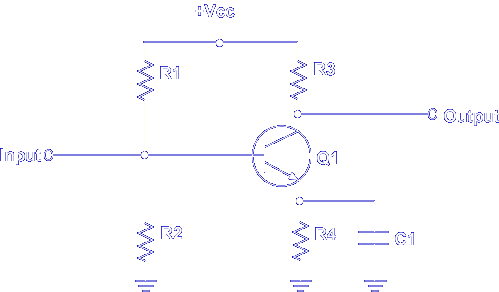 +Vcc
R1
R3
Output
Input
Q1
R2
R4
C1